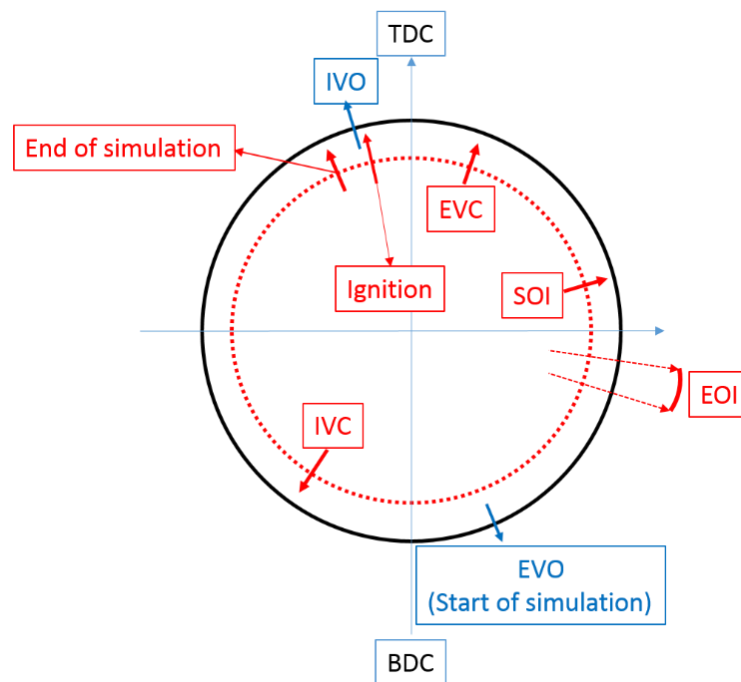 TDC
IVO
End of simulation
EVC
Ignition
SOI
EOI
IVC
EVO
(Start of simulation)
BDC